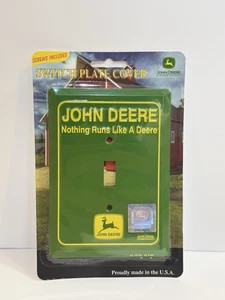 SCREWS INCLUDED
SWITCH PLATE COVER
JOHN DEERE
JOHN DEERE
Nothing Runs Like A Deere
JOHN DEERE
Proudly made in the U.S.A.